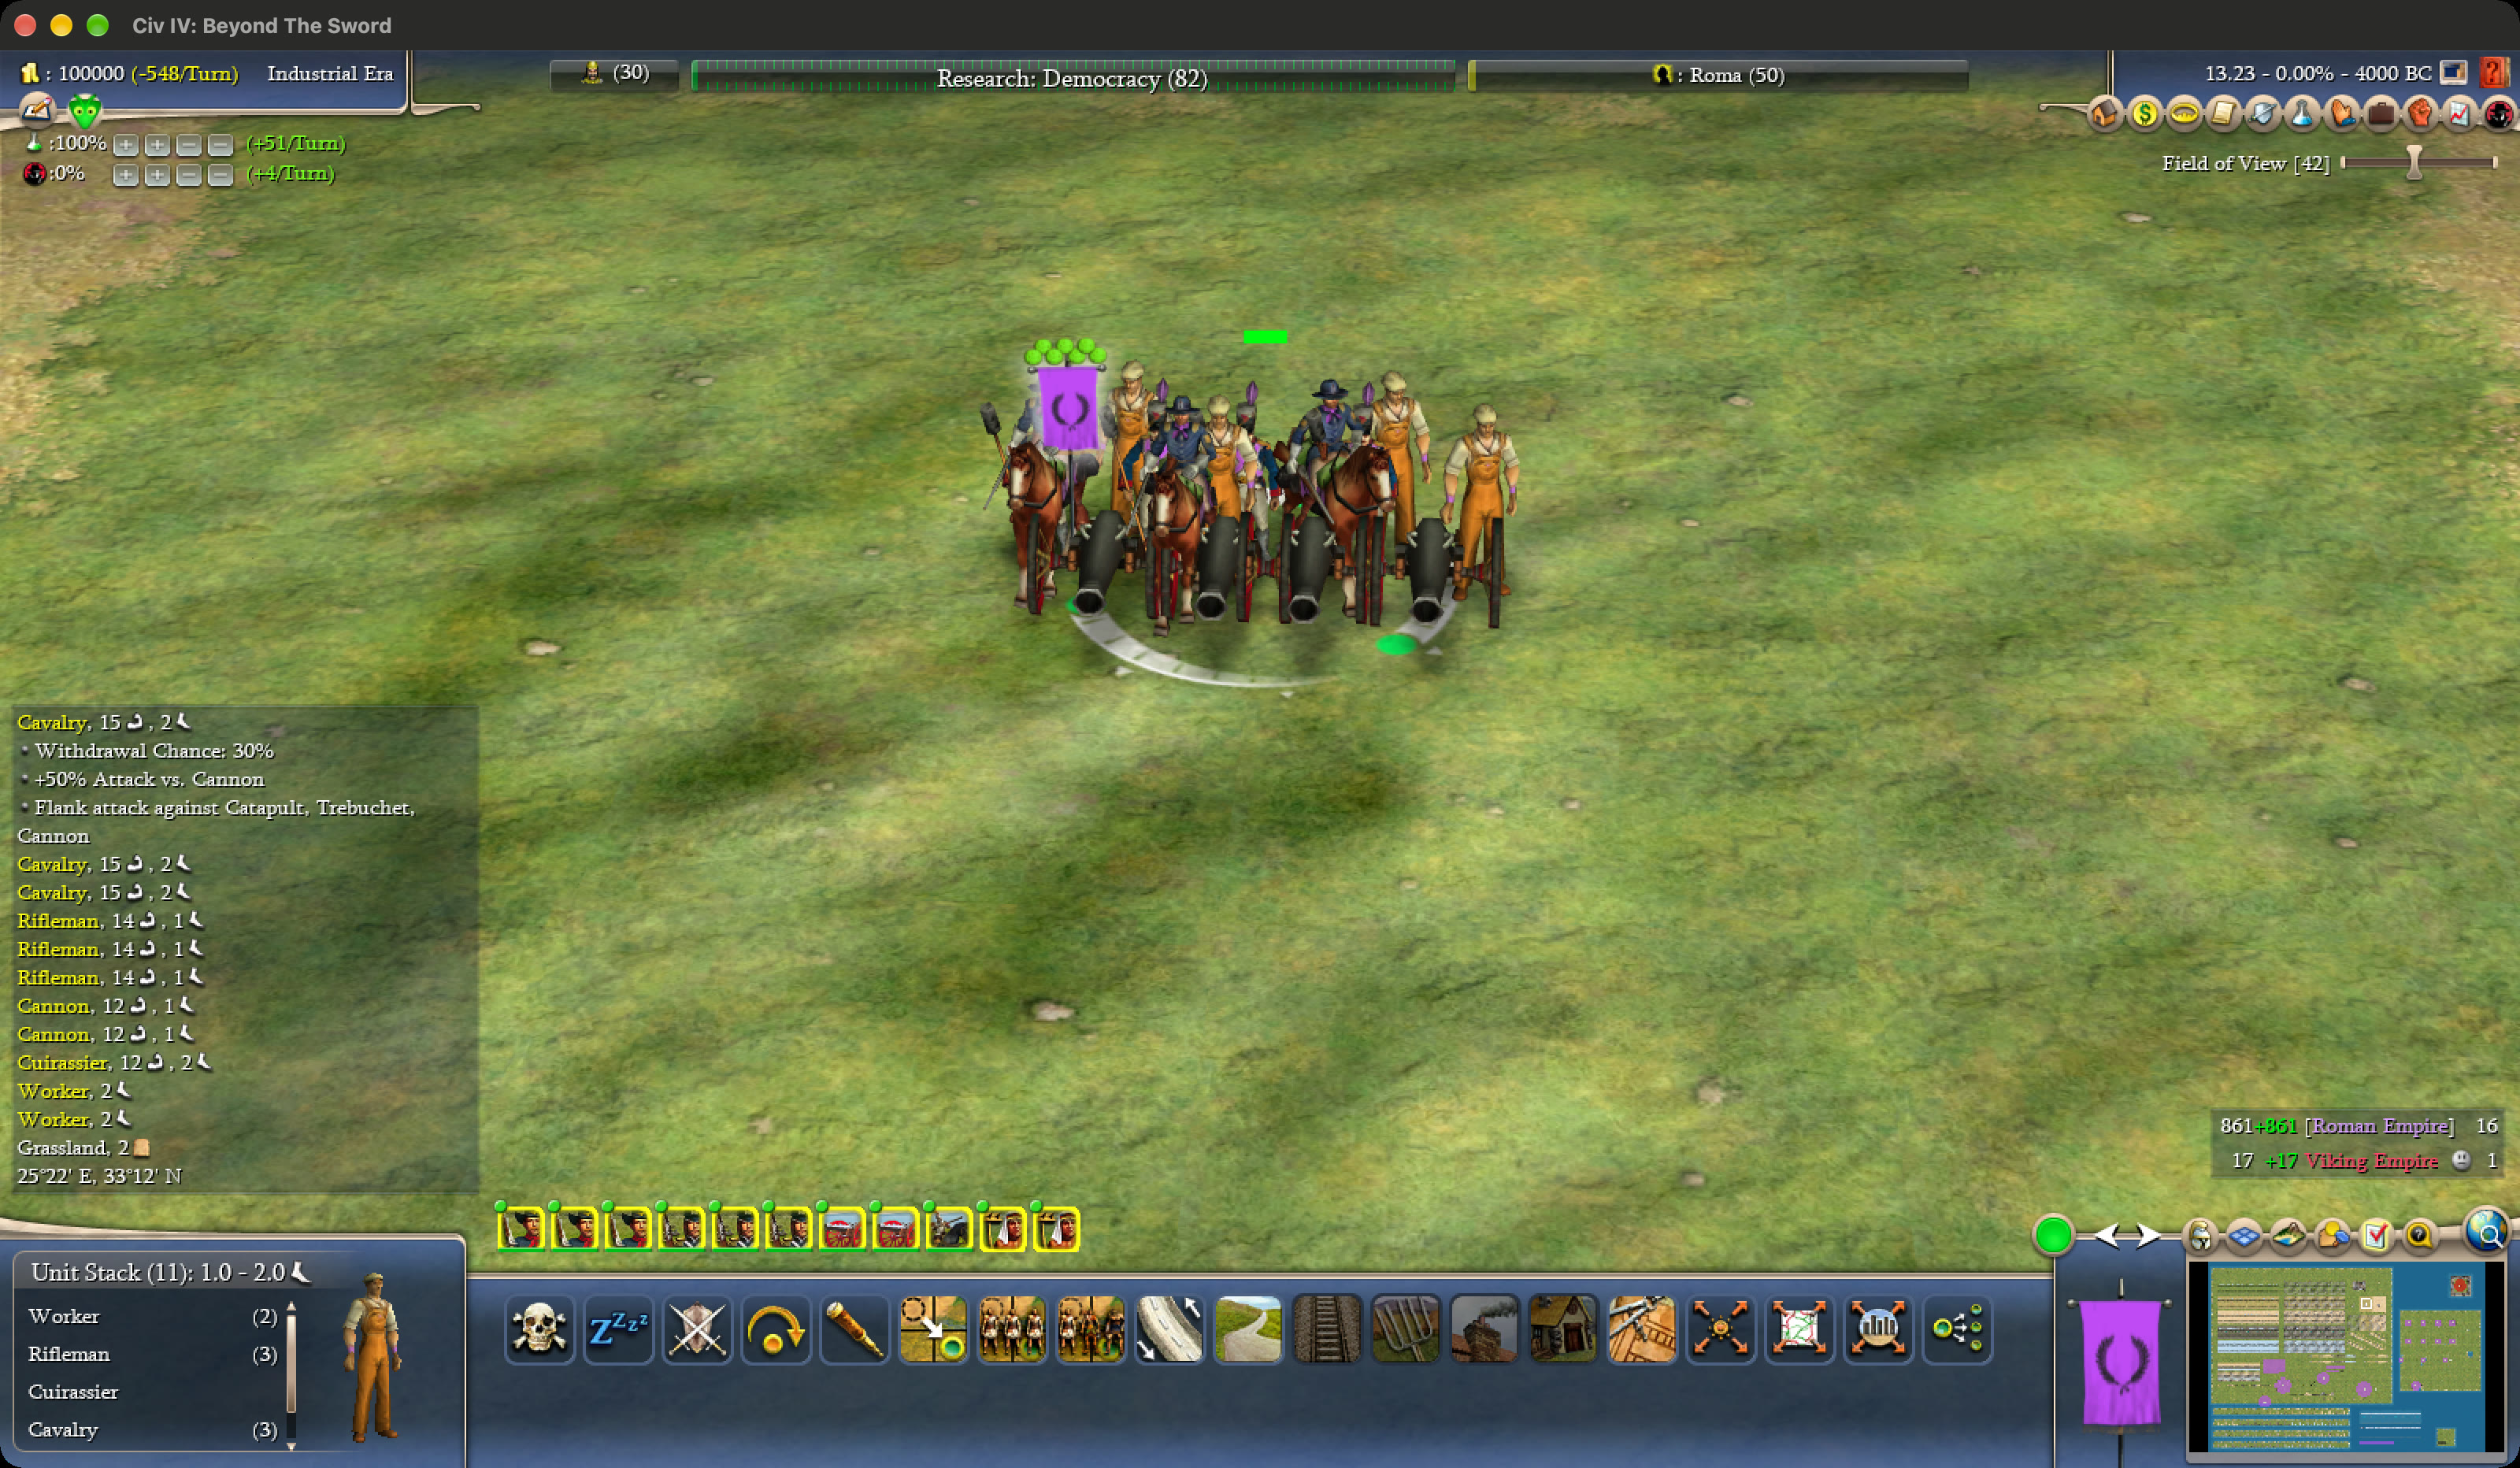 Civ IV: Beyond The Sword
: 100000 (-548/Turn) Industrial Era
(30)
Research: Democracy (82)
: Roma (50)
13.23 - 0.00% - 4000 BC
:100% (+51/Turn)
:0% (+4/Turn)
Field of View [42]
Cavalry, 15, 2
• Withdrawal Chance: 30%
• +50% Attack vs. Cannon
• Flank attack against Catapult, Trebuchet,
Cannon
Cavalry, 15, 2
Cavalry, 15, 2
Rifleman, 14, 1
Rifleman, 14, 1
Rifleman, 14, 1
Cannon, 12, 1
Cannon, 12, 1
Cuirassier, 12, 2
Worker, 2
Worker, 2
Grassland, 2
25°22' E, 33°12' N
861+861 [Roman Empire] 16
17 +17 Viking Empire 1
Unit Stack (11): 1.0 - 2.0
Worker (2)
Rifleman (3)
Cuirassier
Cavalry (3)
Zzzzz